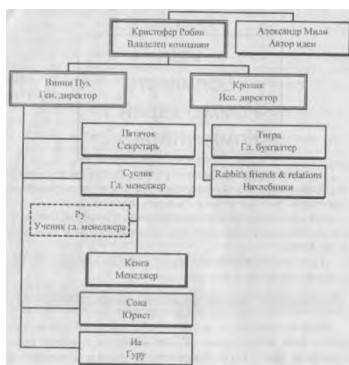 Кристофер Робин
Владелец компании
Александр Милн
Автор идеи
Винни Пух
Ген. директор
Кролик
Исп. директор
Пятачок
Секретарь
Тигра
Гл. бухгалтер
Суслик
Гл. менеджер
Rabbit's friends & relations
Нахлебники
Ру
Ученик гл. менеджера
Кенга
Менеджер
Сова
Юрист
Иа
Гуру